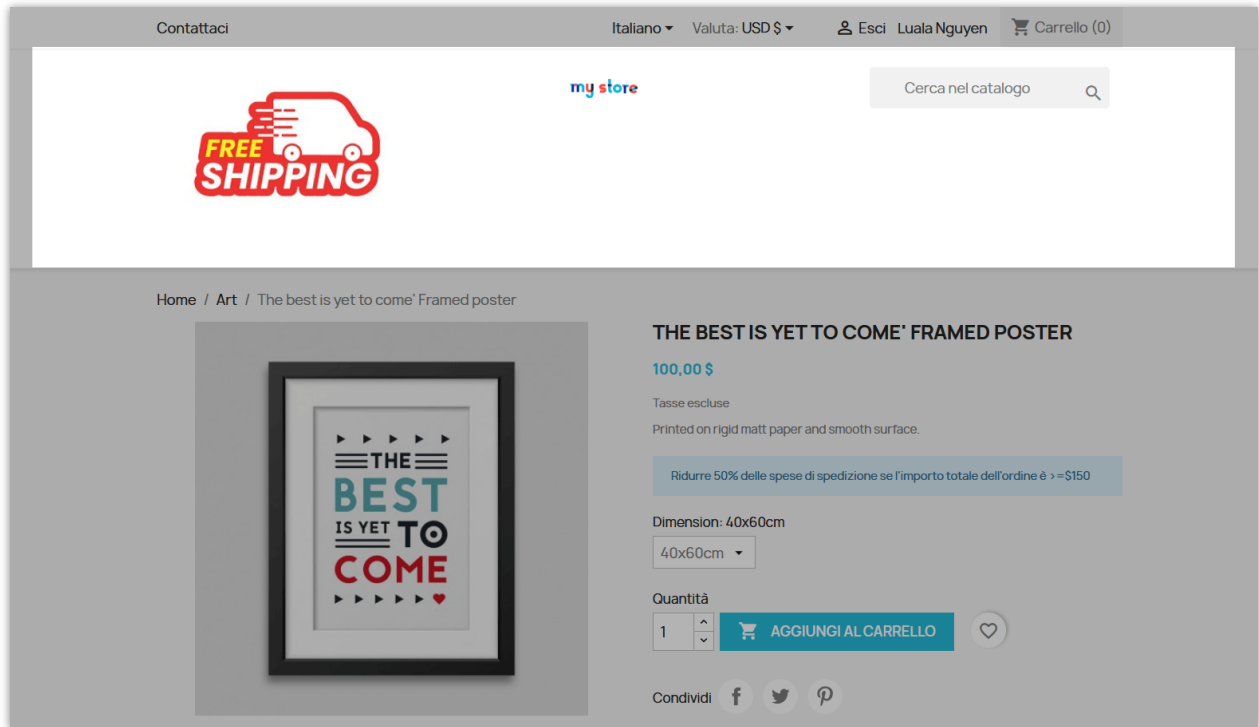 Contattaci
Italiano Valuta: USD $ Esci Luala Nguyen Carrello (0)
my store
Cerca nel catalogo
FREE
SHIPPING
Home / Art / The best is yet to come' Framed poster
THE
BEST
IS YET TO
COME
THE BEST IS YET TO COME' FRAMED POSTER
100,00 $
Tasse escluse
Printed on rigid matt paper and smooth surface.
Ridurre 50% delle spese di spedizione se l'importo totale dell'ordine è >=$150
Dimension: 40x60cm
40x60cm
Quantità
1 AGGIUNGI AL CARRELLO
Condividi